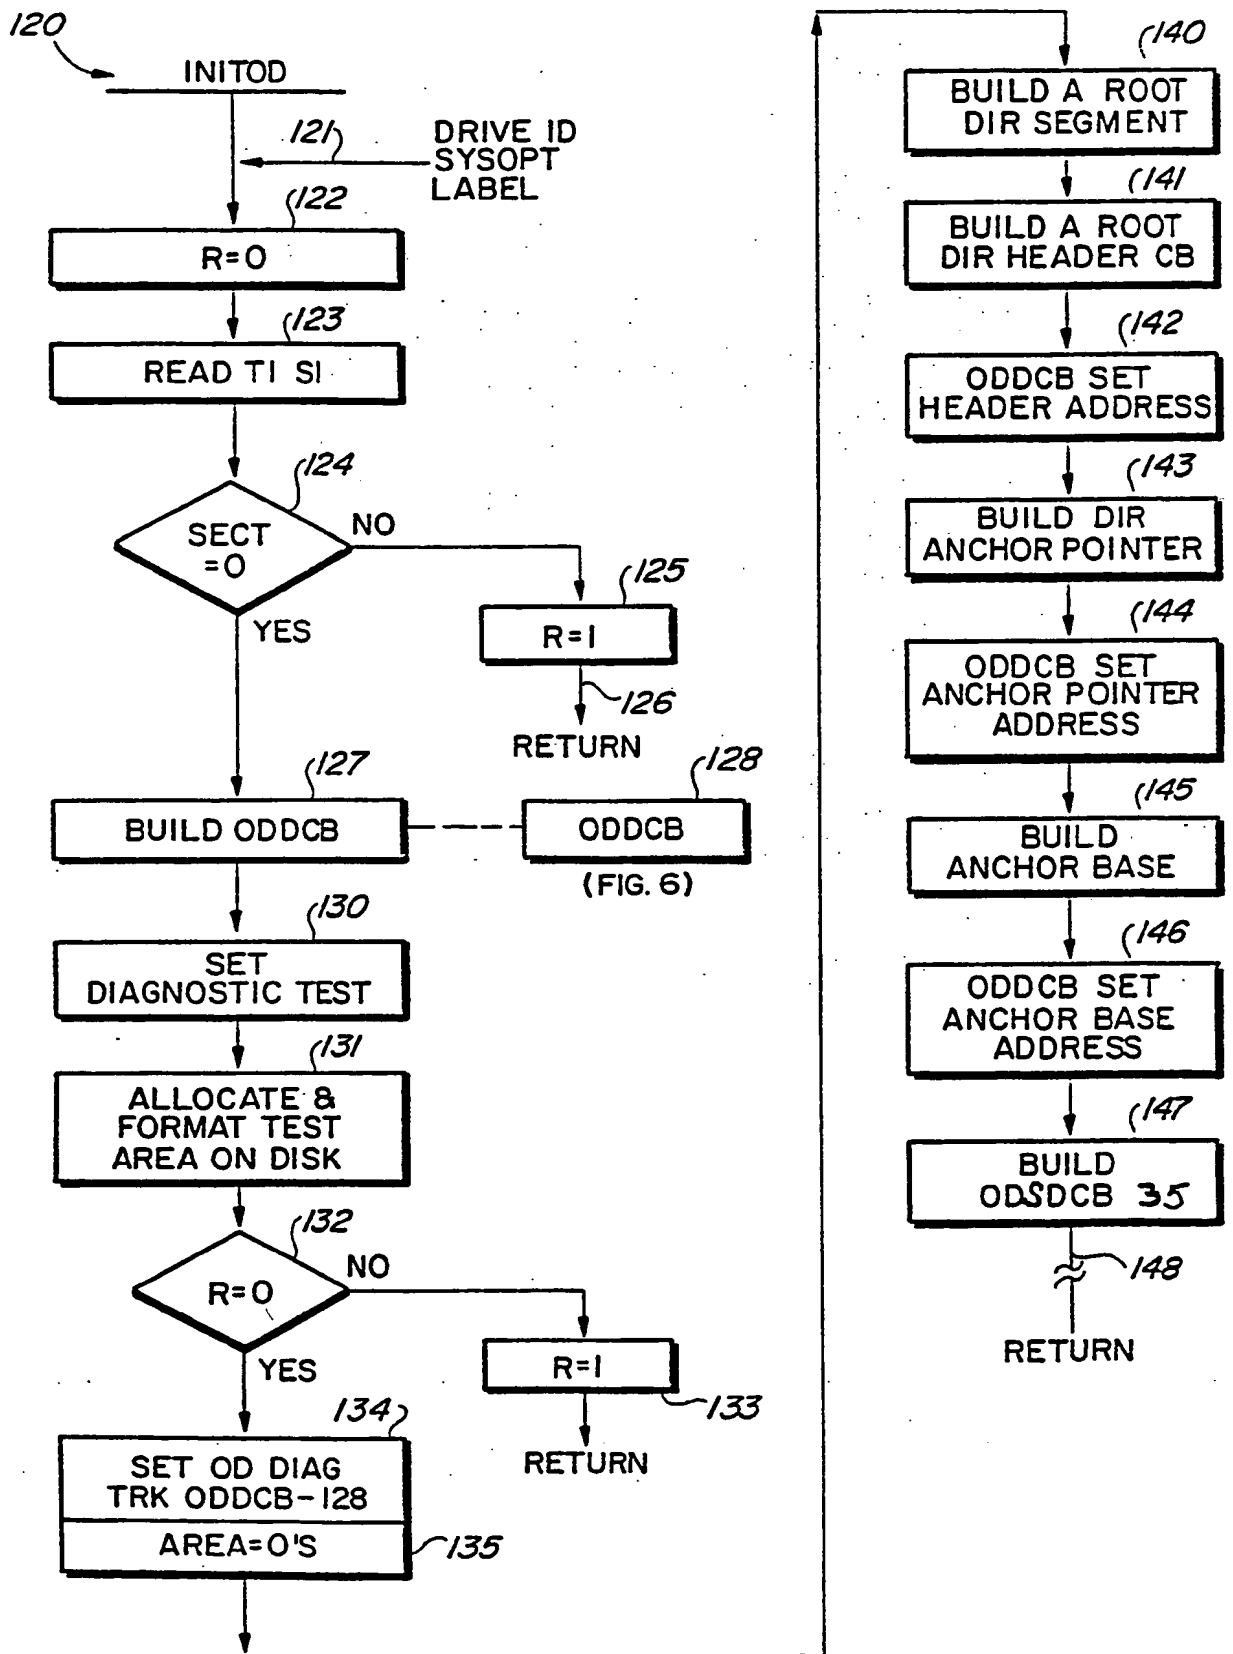 120
INITOD
121
DRIVE ID
SYSOPT
LABEL
122
R=0
123
READ T1 S1
124
SECT
=0
NO
YES
125
R=1
126
RETURN
127
BUILD ODDCB
128
ODDCB
(FIG. 6)
130
SET
DIAGNOSTIC TEST
131
ALLOCATE &
FORMAT TEST
AREA ON DISK
132
R=0
NO
YES
R=1
133
RETURN
134
SET OD DIAG
TRK ODDCB-128
AREA=0'S
135
140
BUILD A ROOT
DIR SEGMENT
141
BUILD A ROOT
DIR HEADER CB
142
ODDCB SET
HEADER ADDRESS
143
BUILD DIR
ANCHOR POINTER
144
ODDCB SET
ANCHOR POINTER
ADDRESS
145
BUILD
ANCHOR BASE
146
ODDCB SET
ANCHOR BASE
ADDRESS
147
BUILD
ODSDCB 35
148
RETURN